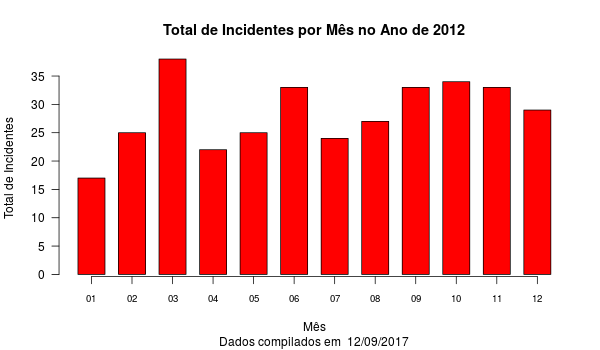 Total de Incidentes por Mês no Ano de 2012
Total de Incidentes
35
30
25
20
15
10
5
0
01 02 03 04 05 06 07 08 09 10 11 12
Mês
Dados compilados em  12/09/2017